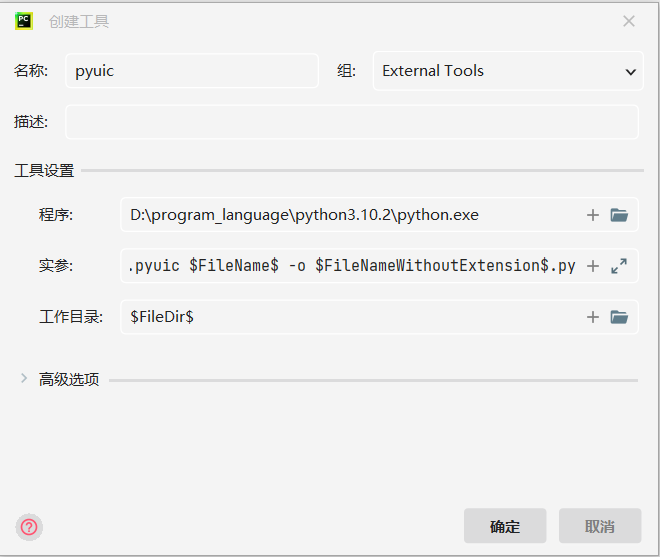 PC
创建工具
名称: pyuic 组: External Tools
描述:
工具设置
程序: D:\program_language\python3.10.2\python.exe
实参: .pyuic $FileName$ -o $FileNameWithoutExtension$.py
工作目录: $FileDir$
高级选项
确定 取消